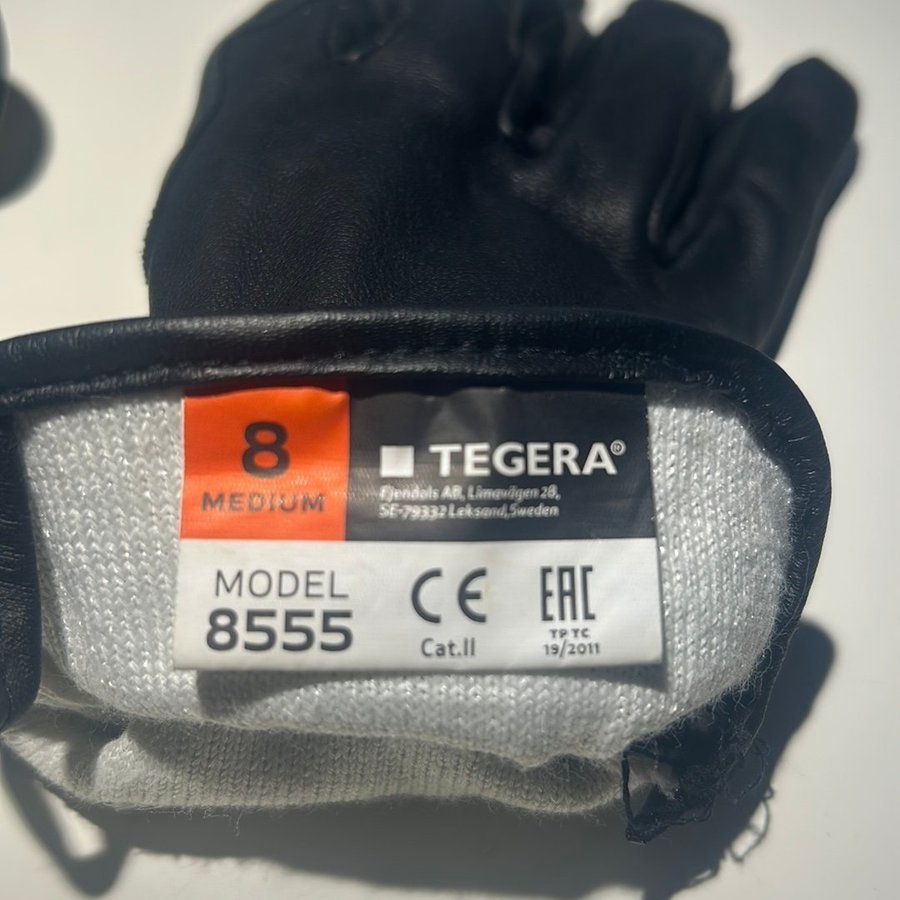 8
MEDIUM
TEGERA®
Ejendals AB, Limavägen 28,
SE-79332 Leksand, Sweden
MODEL
8555
CE
Cat.II
EAC
TP TC
19/2011